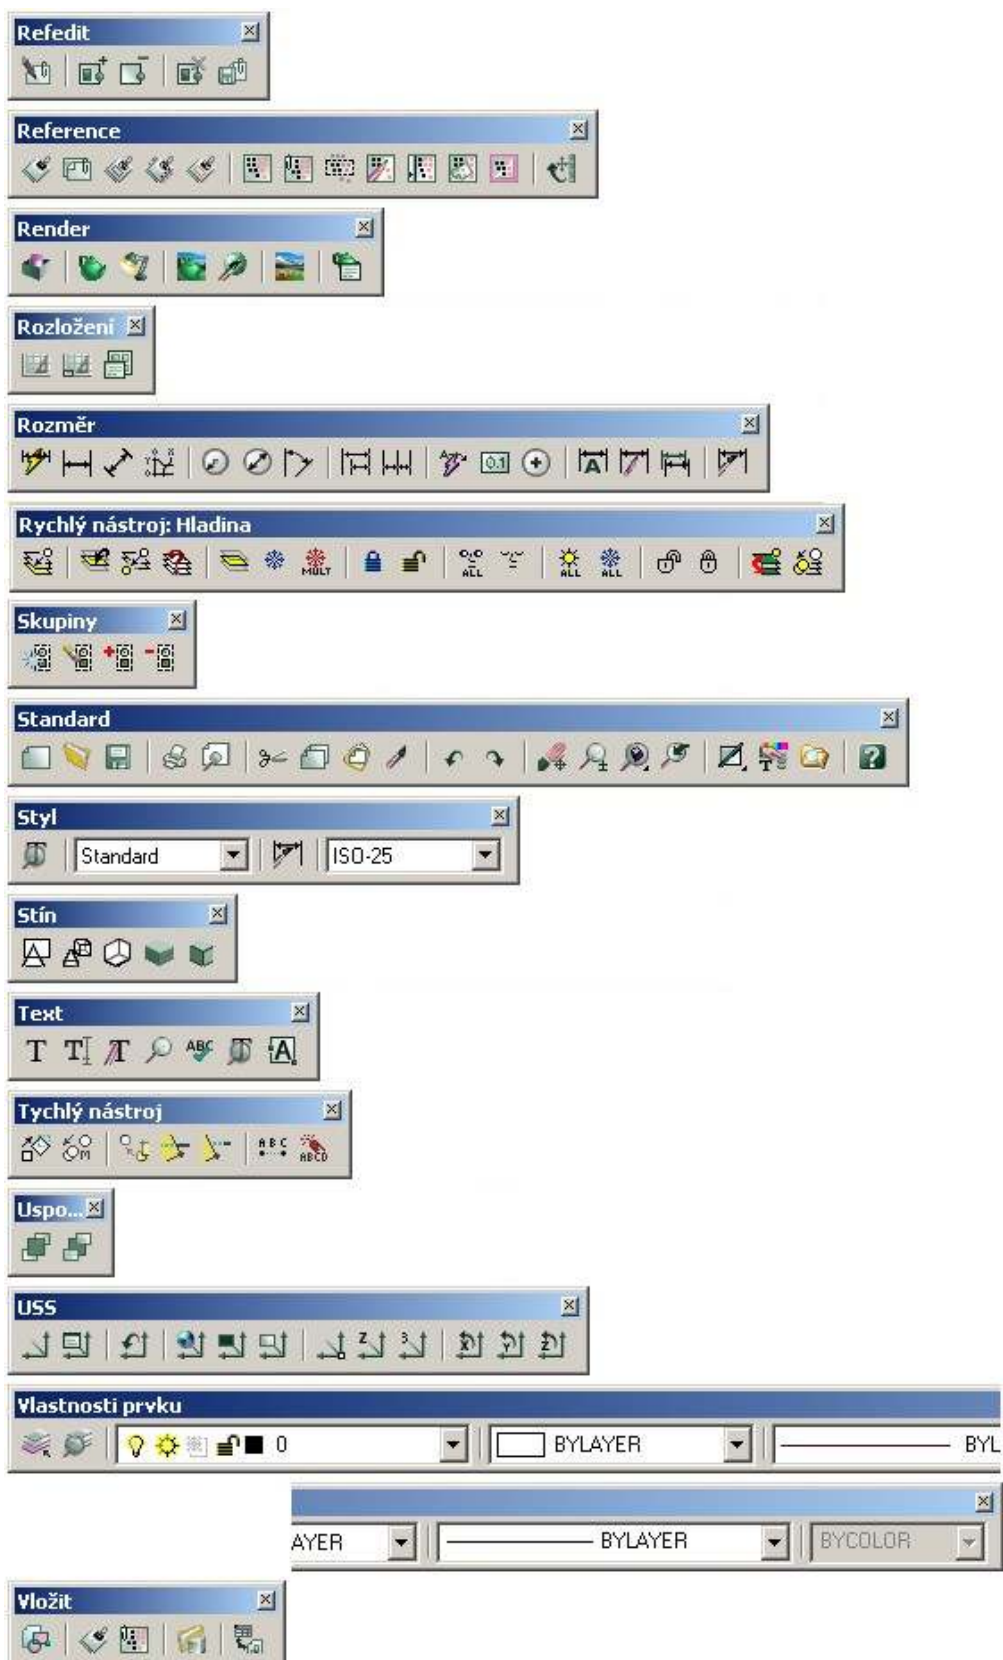 Refedit
Reference
Render
Rozložení
Rozměr
0.1
A
Rychlý nástroj: Hladina
MULT ALL ALL ALL
Skupiny
Standard
T ?
Styl
Standard ISO-25
Stín
Text
T T T ABC A
Tychlý nástroj
M ABC ABCD
Uspo...
USS
Z 3 X Y Z
Vlastnosti prvku
0 BYLAYER BYL
AYER BYLAYER BYCOLOR
Vložit